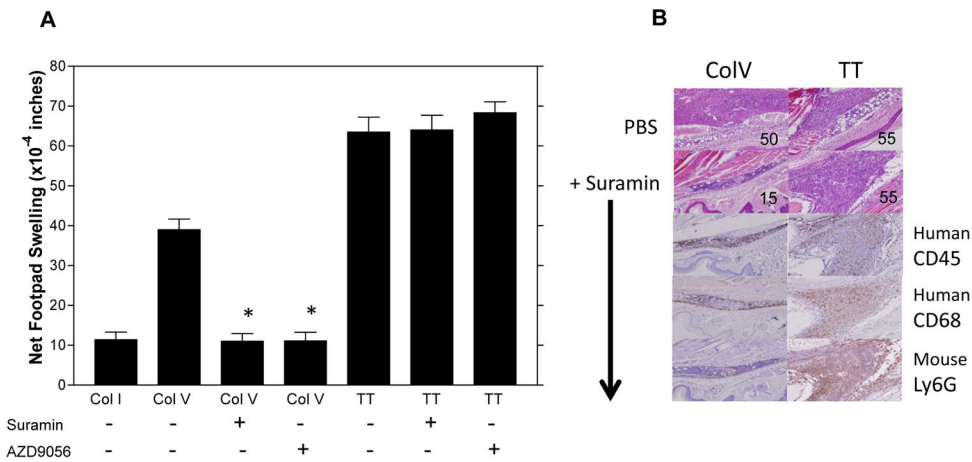 A
Net Footpad Swelling (x10-4 inches)
80
70
60
50
40
30
20
10
0
* *
Col I Col V Col V Col V TT TT TT
Suramin - - + - - + -
AZD9056 - - - + - - +
B
ColV TT
PBS
50 55
+ Suramin
15 55
Human
CD45
Human
CD68
Mouse
Ly6G